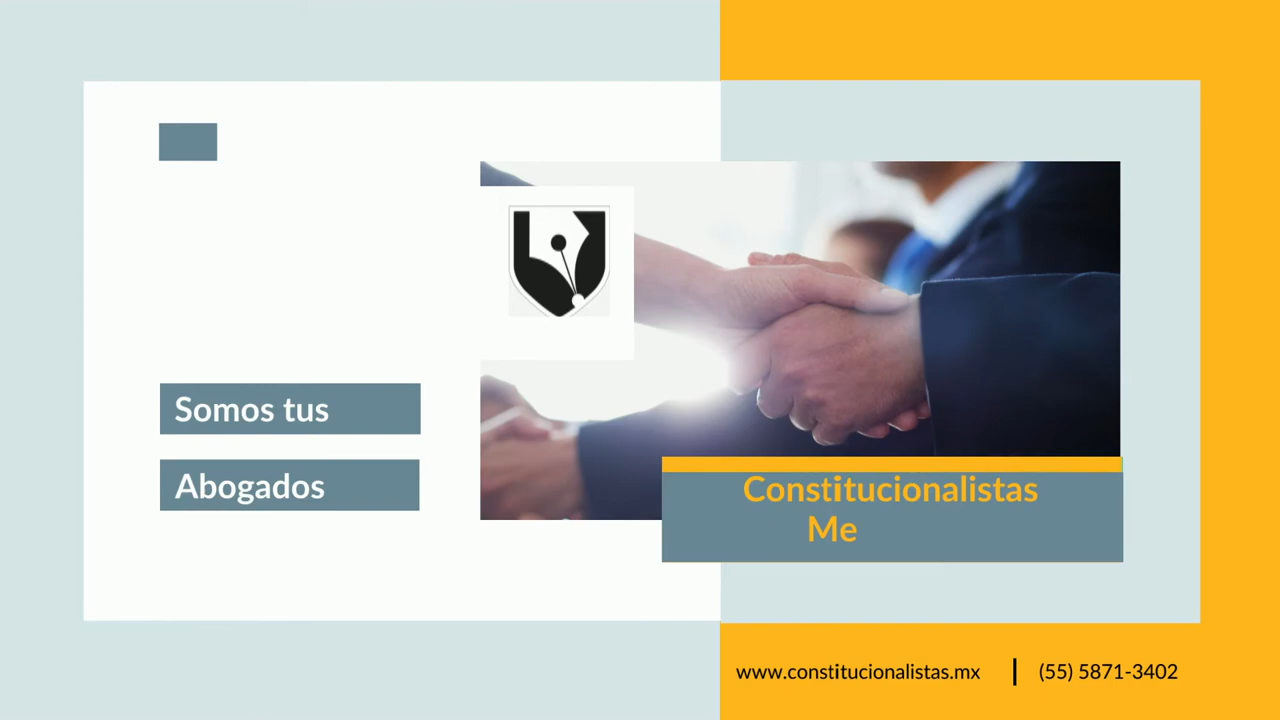 Somos tus
Abogados
Constitucionalistas
Me
www.constitucionalistas.mx | (55) 5871-3402